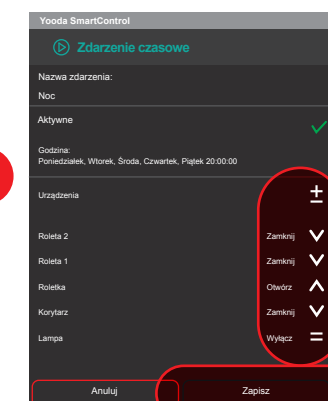 Yooda SmartControl
Zdarzenie czasowe
Nazwa zdarzenia:
Noc
Aktywne
Godzina:
Poniedziałek, Wtorek, Środa, Czwartek, Piątek 20:00:00
Urządzenia
Roleta 2 Zamknij
Roleta 1 Zamknij
Roletka Otwórz
Korytarz Zamknij
Lampa Wyłącz
Anuluj Zapisz